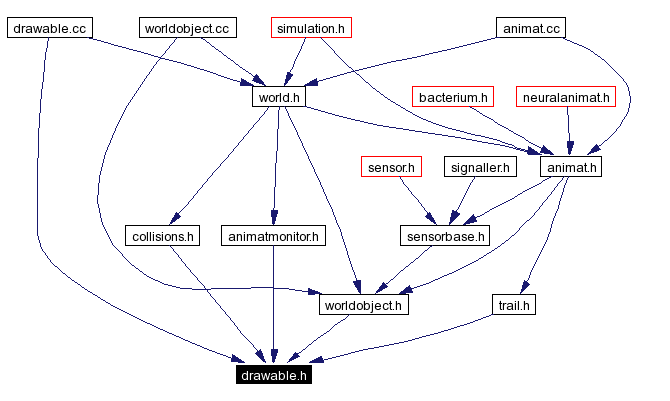 drawable.cc
worldobject.cc
simulation.h
animat.cc
world.h
bacterium.h
neuralanimat.h
sensor.h
signaller.h
animat.h
collisions.h
animatmonitor.h
sensorbase.h
worldobject.h
trail.h
drawable.h